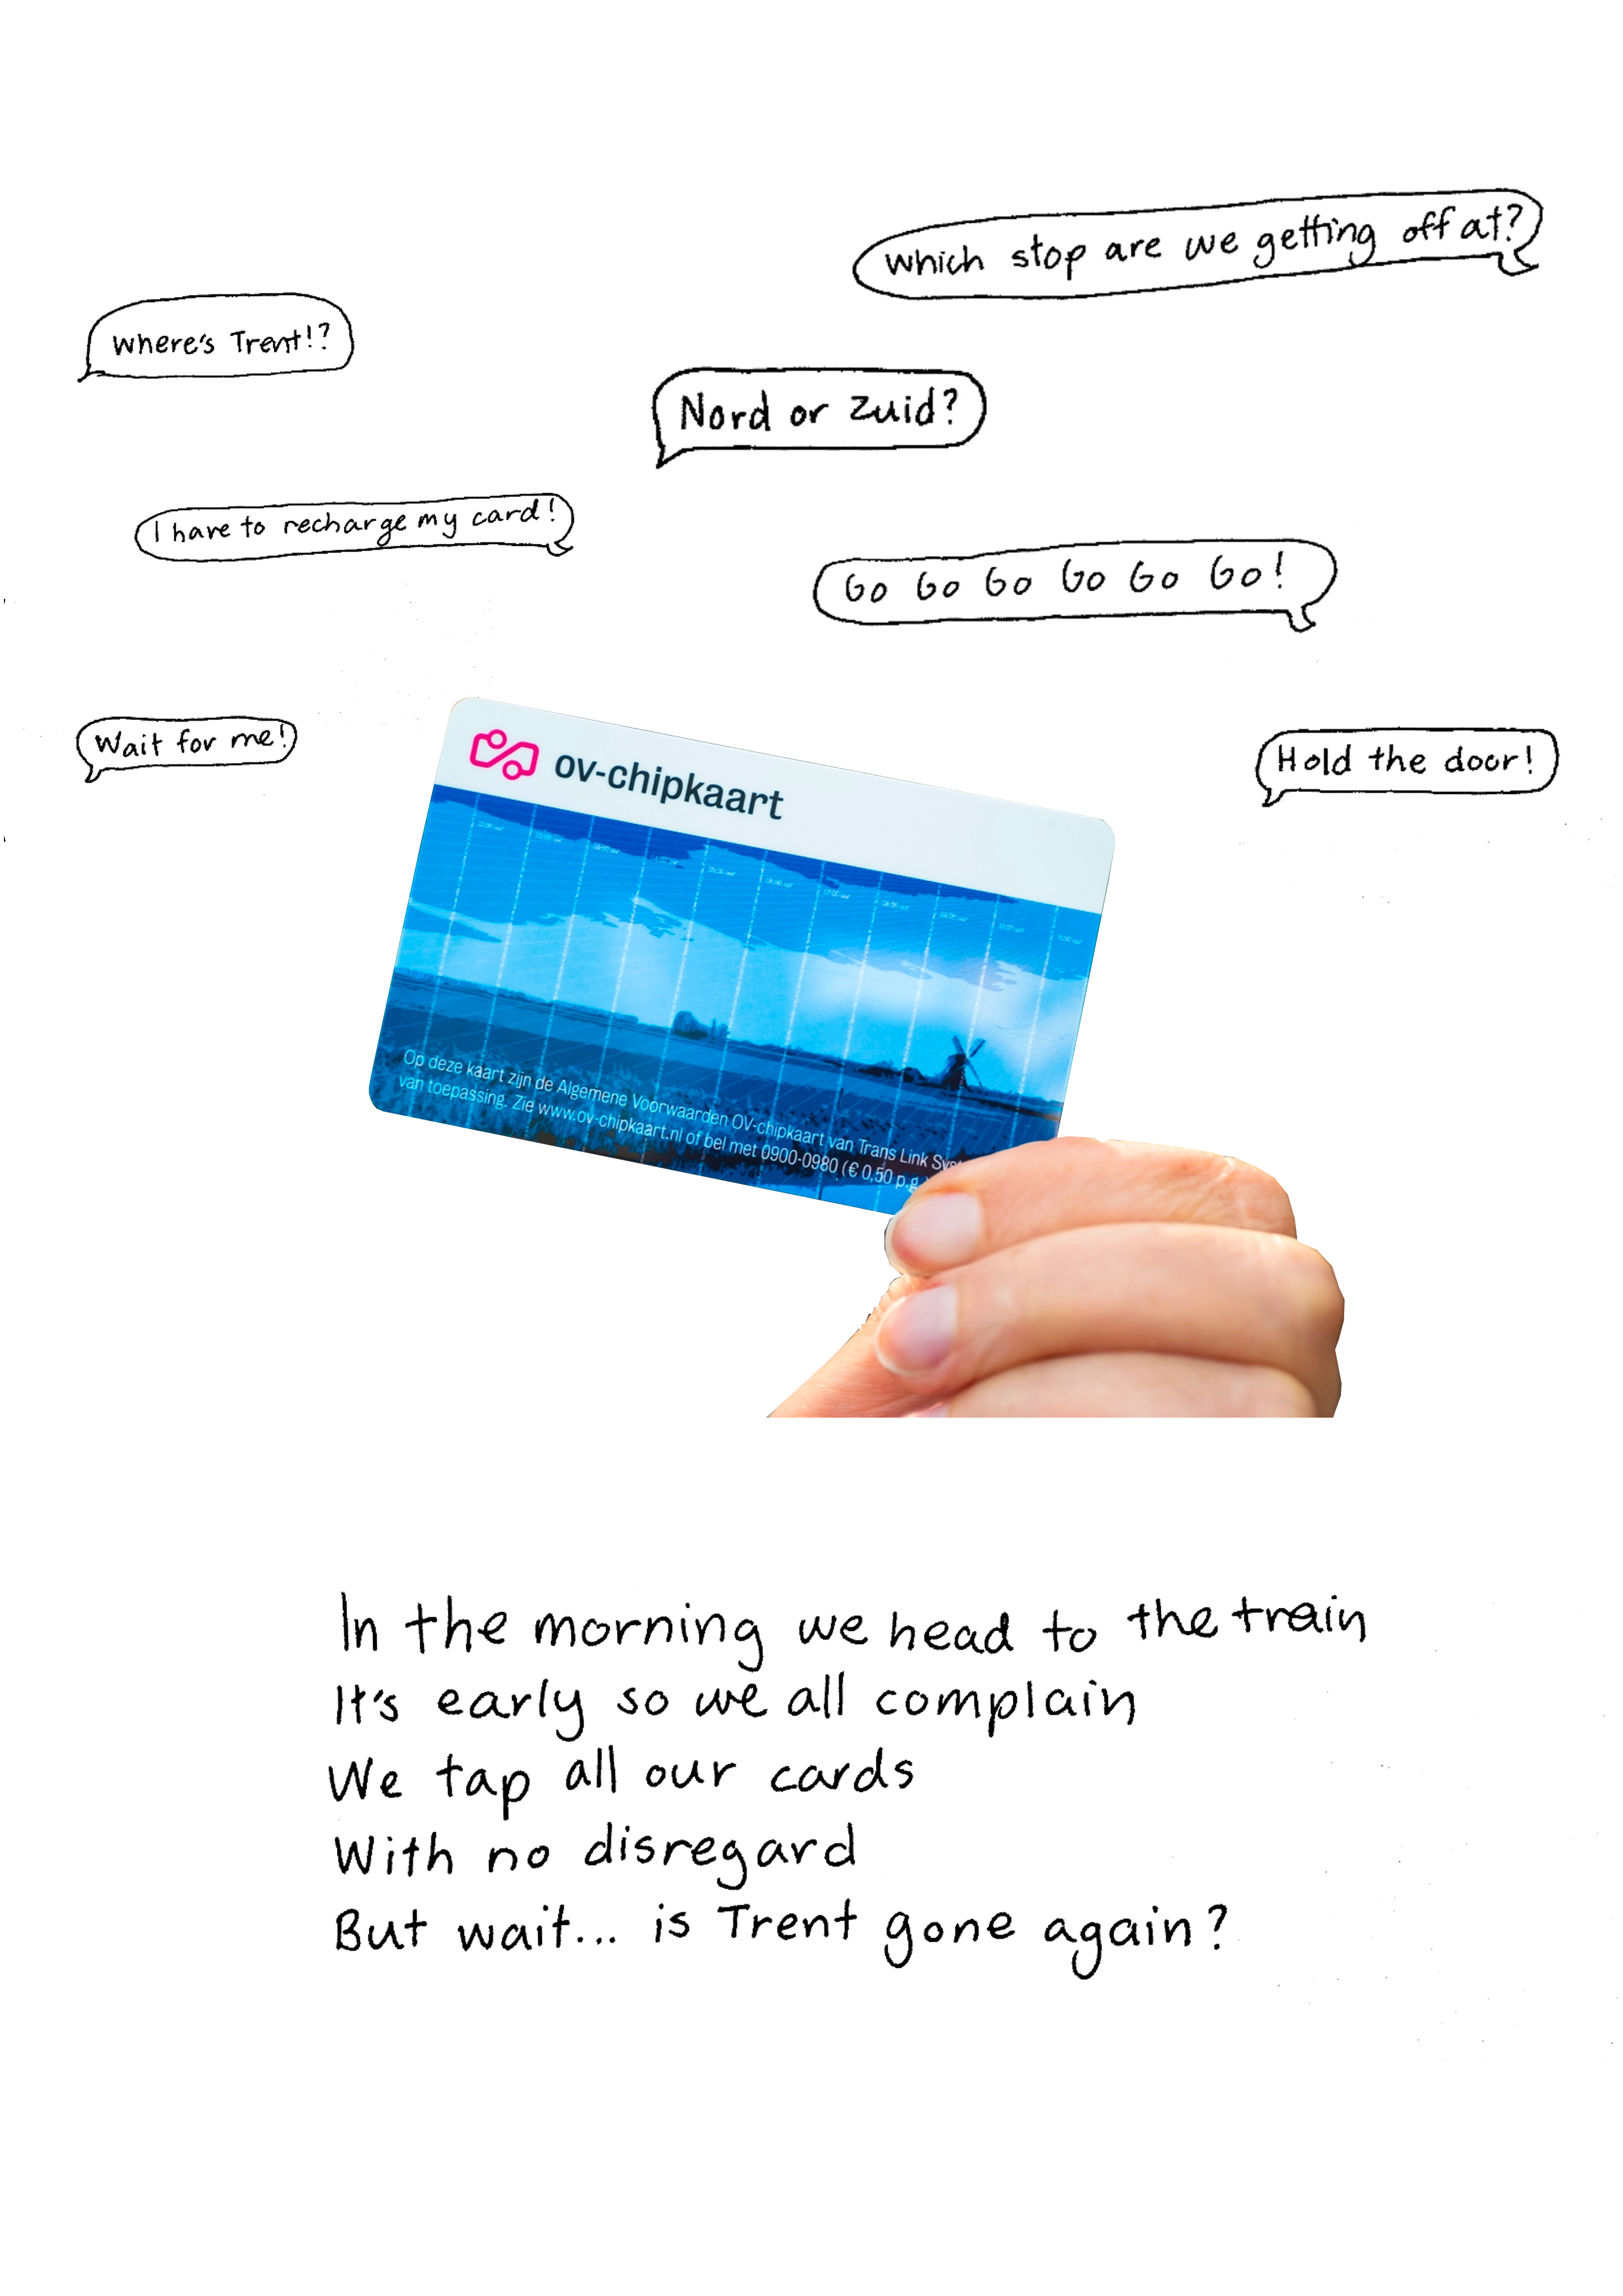 Which stop are we getting off at?
Where's Trent!?
Nord or Zuid?
I have to recharge my card!
Go Go Go Go Go Go!
Wait for me!
Hold the door!
ov-chipkaart
Op deze kaart zijn de Algemene Voorwaarden OV-chipkaart van Trans Link
van toepassing. Zie www.ov-chipkaart.nl of bel met 0900-0980 (€ 0,50 p.g.
In the morning we head to the train
It's early so we all complain
We tap all our cards
With no disregard
But wait... is Trent gone again?